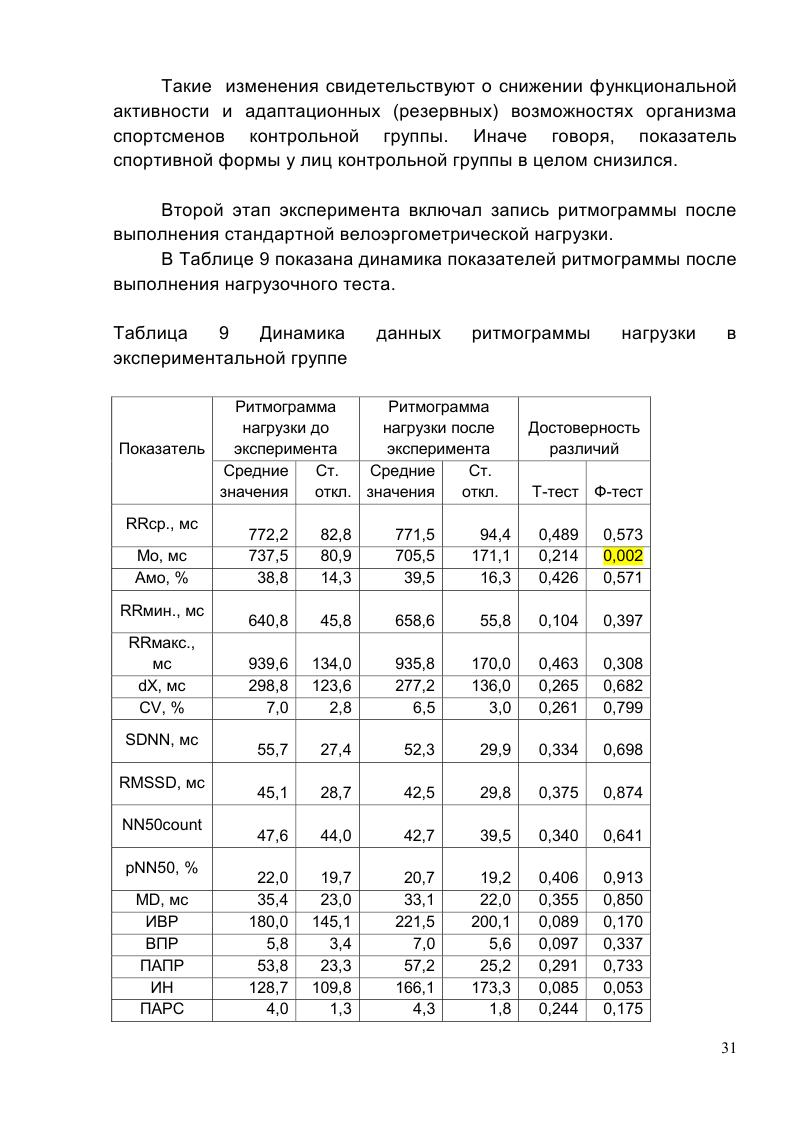 Такие изменения свидетельствуют о снижении функциональной
активности и адаптационных (резервных) возможностях организма
спортсменов контрольной группы. Иначе говоря, показатель
спортивной формы у лиц контрольной группы в целом снизился.
Второй этап эксперимента включал запись ритмограммы после
выполнения стандартной велоэргометрической нагрузки.
В Таблице 9 показана динамика показателей ритмограммы после
выполнения нагрузочного теста.
Таблица 9 Динамика данных ритмограммы нагрузки в
экспериментальной группе
Показатель
Ритмограмма
нагрузки до
эксперимента
Ритмограмма
нагрузки после
эксперимента
Достоверность
различий
Средние
значения
Ст.
откл.
Средние
значения
Ст.
откл.
Т-тест
Ф-тест
RRср., мс 772,2 82,8 771,5 94,4 0,489 0,573
Мо, мс 737,5 80,9 705,5 171,1 0,214 0,002
Амо, % 38,8 14,3 39,5 16,3 0,426 0,571
RRмин., мс 640,8 45,8 658,6 55,8 0,104 0,397
RRмакс.,
мс 939,6 134,0 935,8 170,0 0,463 0,308
dX, мс 298,8 123,6 277,2 136,0 0,265 0,682
CV, % 7,0 2,8 6,5 3,0 0,261 0,799
SDNN, мс 55,7 27,4 52,3 29,9 0,334 0,698
RMSSD, мс 45,1 28,7 42,5 29,8 0,375 0,874
NN50count 47,6 44,0 42,7 39,5 0,340 0,641
pNN50, % 22,0 19,7 20,7 19,2 0,406 0,913
MD, мс 35,4 23,0 33,1 22,0 0,355 0,850
ИВР 180,0 145,1 221,5 200,1 0,089 0,170
ВПР 5,8 3,4 7,0 5,6 0,097 0,337
ПАПР 53,8 23,3 57,2 25,2 0,291 0,733
ИН 128,7 109,8 166,1 173,3 0,085 0,053
ПАРС 4,0 1,3 4,3 1,8 0,244 0,175
31